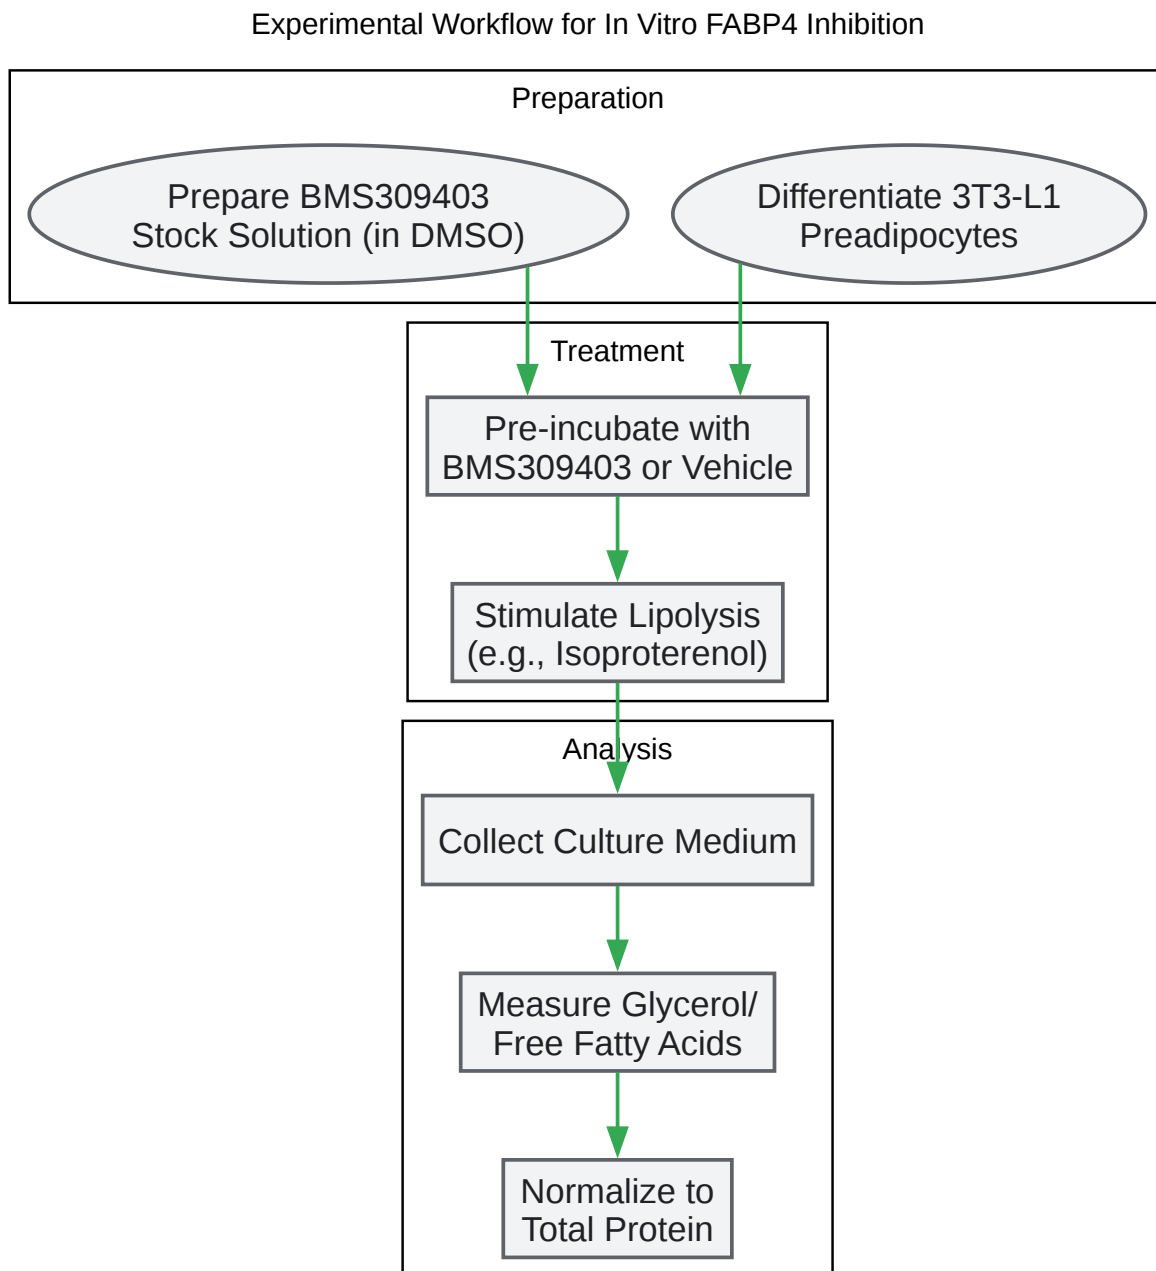 Experimental Workflow for In Vitro FABP4 Inhibition
Preparation
Prepare BMS309403
Stock Solution (in DMSO)
Differentiate 3T3-L1
Preadipocytes
Treatment
Pre-incubate with
BMS309403 or Vehicle
Stimulate Lipolysis
(e.g., Isoproterenol)
Analysis
Collect Culture Medium
Measure Glycerol/
Free Fatty Acids
Normalize to
Total Protein